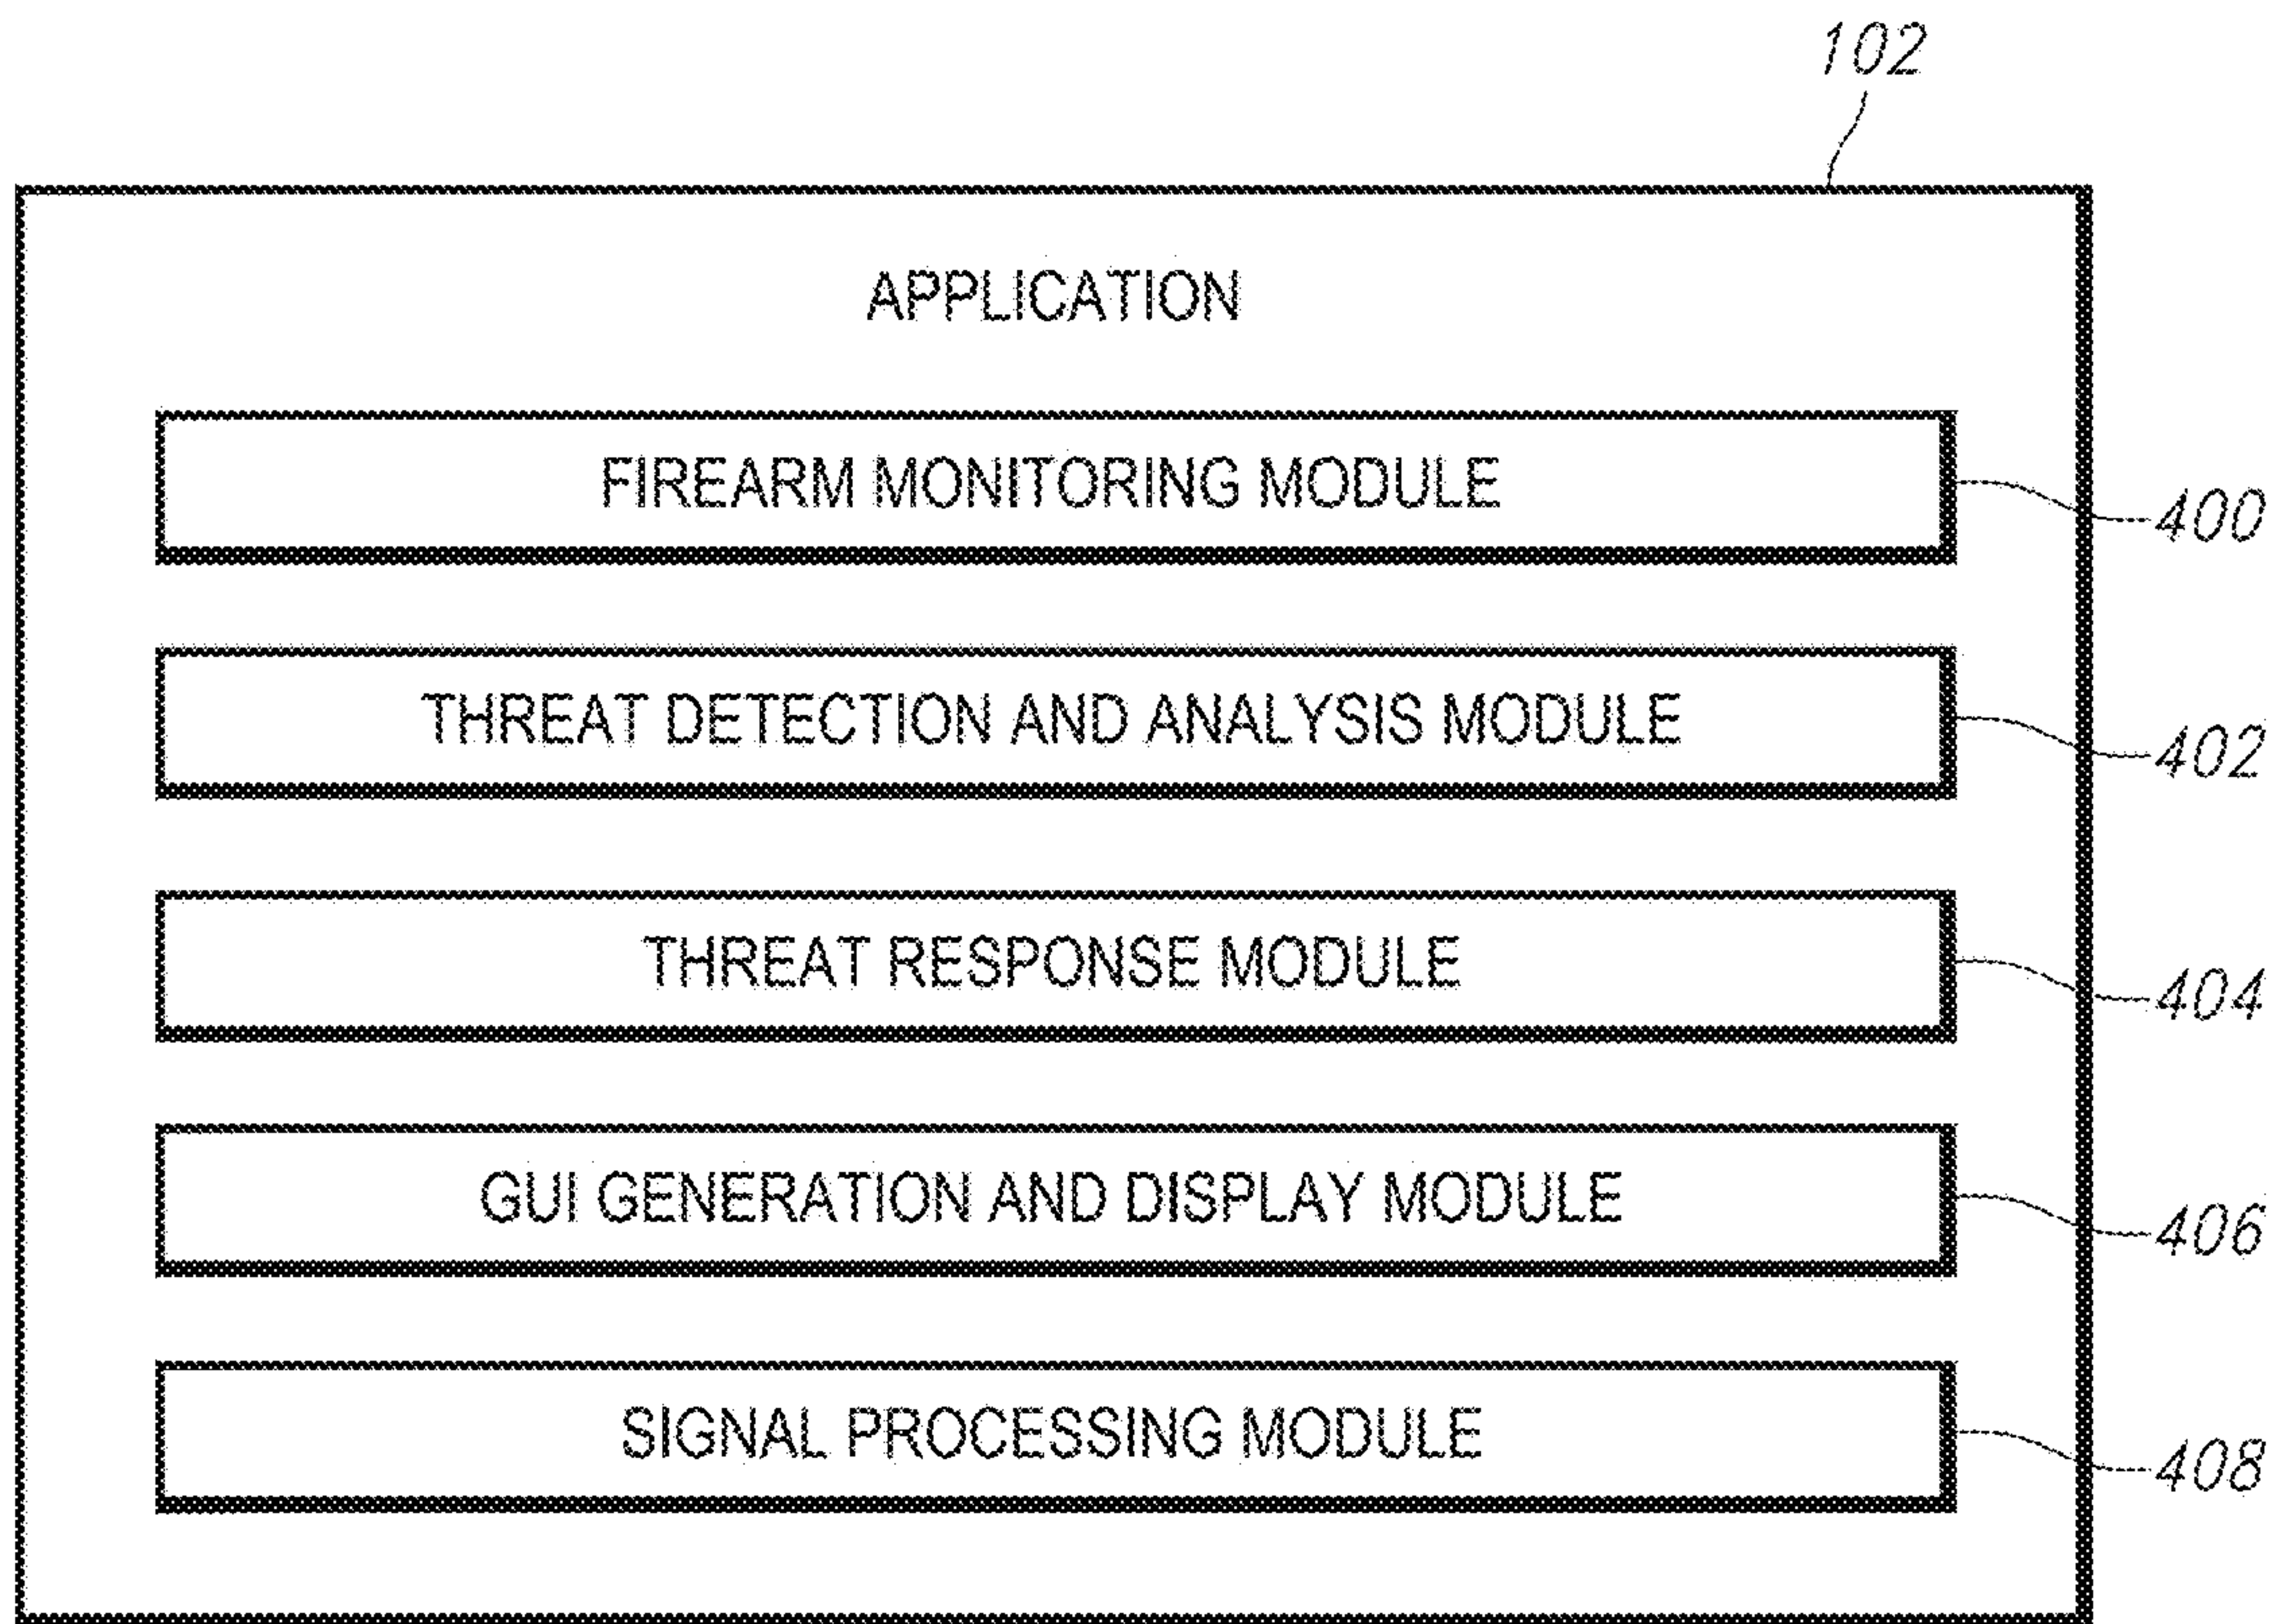 102
APPLICATION
FIREARM MONITORING MODULE
400
THREAT DETECTION AND ANALYSIS MODULE
402
THREAT RESPONSE MODULE
404
GUI GENERATION AND DISPLAY MODULE
406
SIGNAL PROCESSING MODULE
408